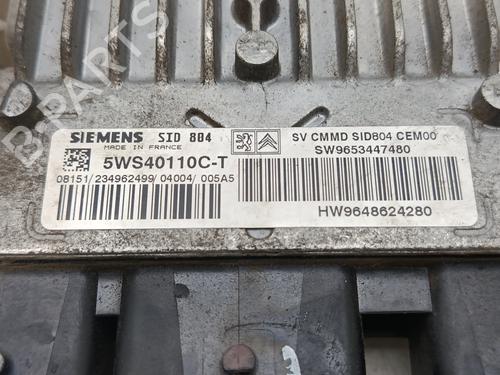 B-PARTS
SIEMENS SID 804
MADE IN FRANCE
5WS40110C-T
08151/234962499/04004/005A5
SV CMMD SID804 CEM00
SW9653447480
HW9648624280